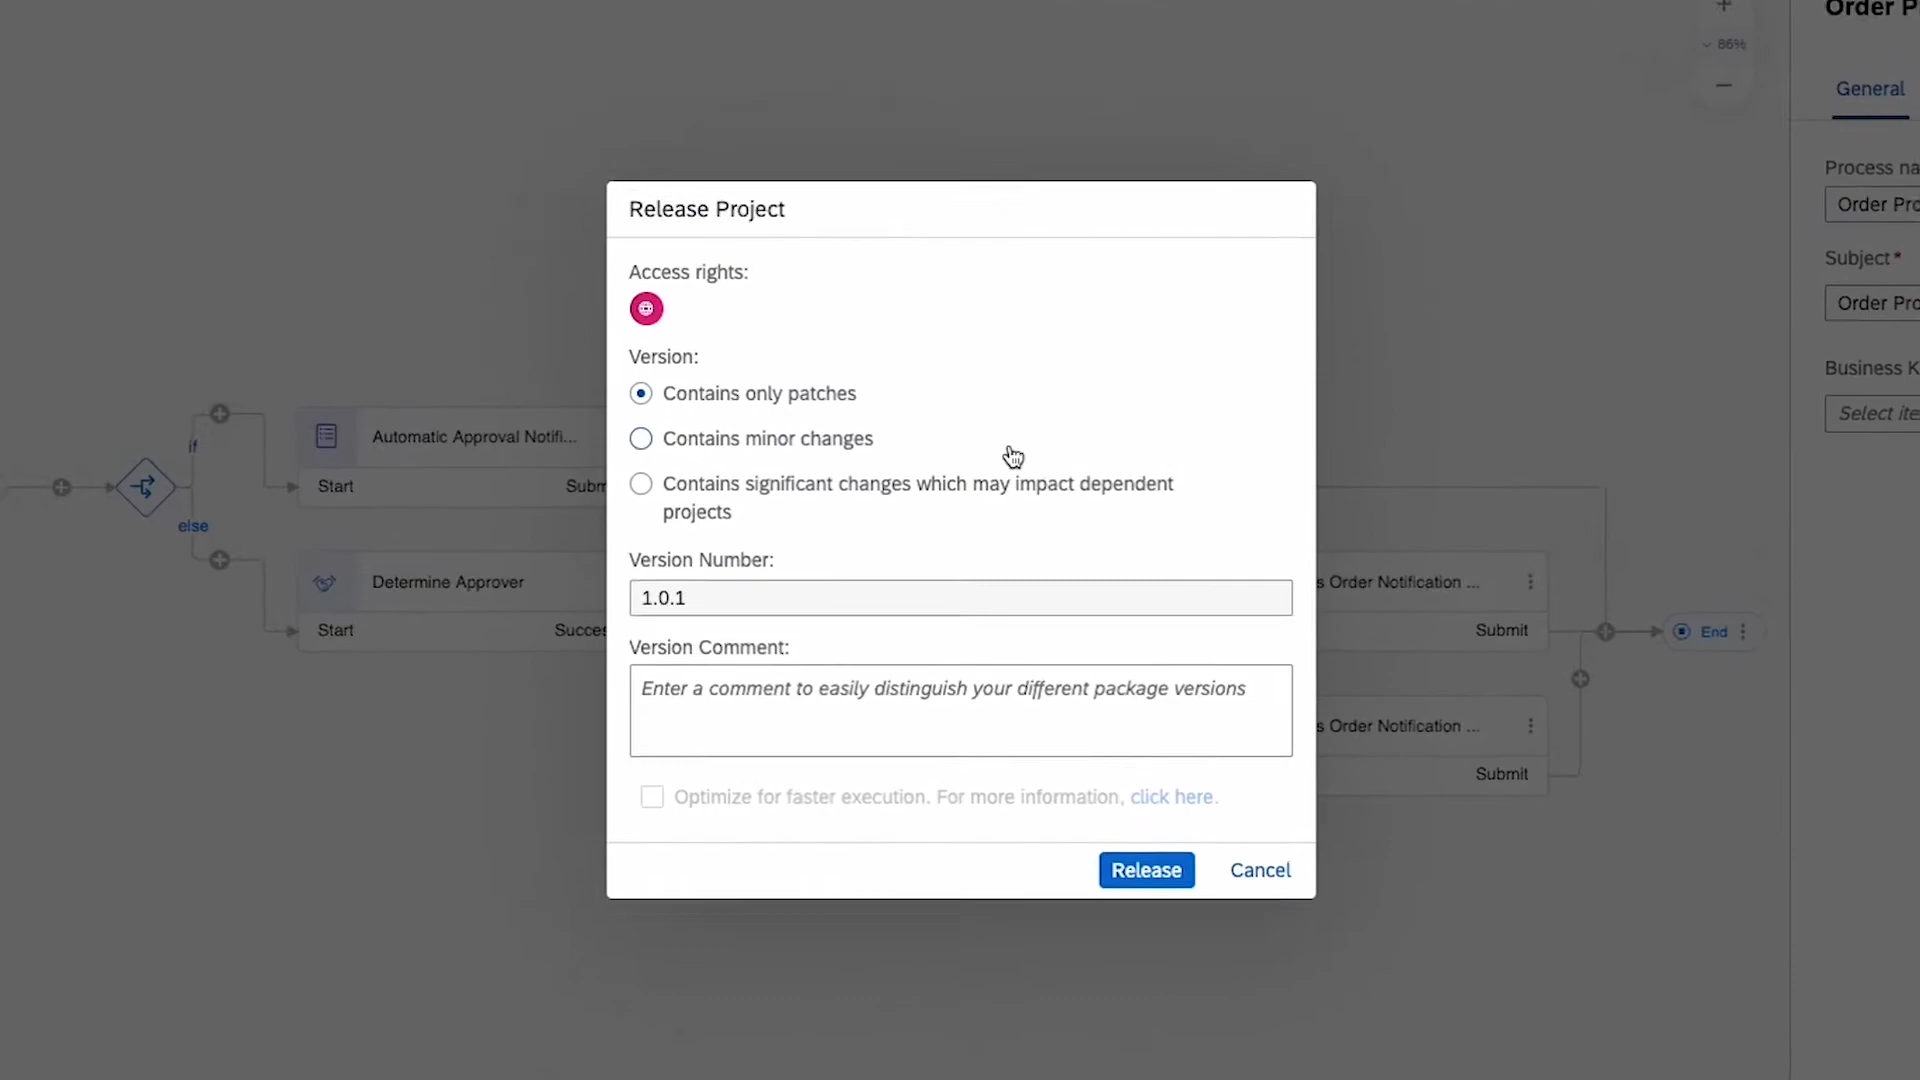 Order P
86%
General
Release Project
Access rights:
Version:
Contains only patches
Contains minor changes
Contains significant changes which may impact dependent
projects
Version Number:
1.0.1
Version Comment:
Enter a comment to easily distinguish your different package versions
Optimize for faster execution. For more information, click here.
Release
Cancel
if
else
Automatic Approval Notifi...
Start
Subm
Determine Approver
Start
Succes
s Order Notification ...
Submit
s Order Notification ...
Submit
End
Process na
Order Pro
Subject*
Order Pro
Business K
Select ite